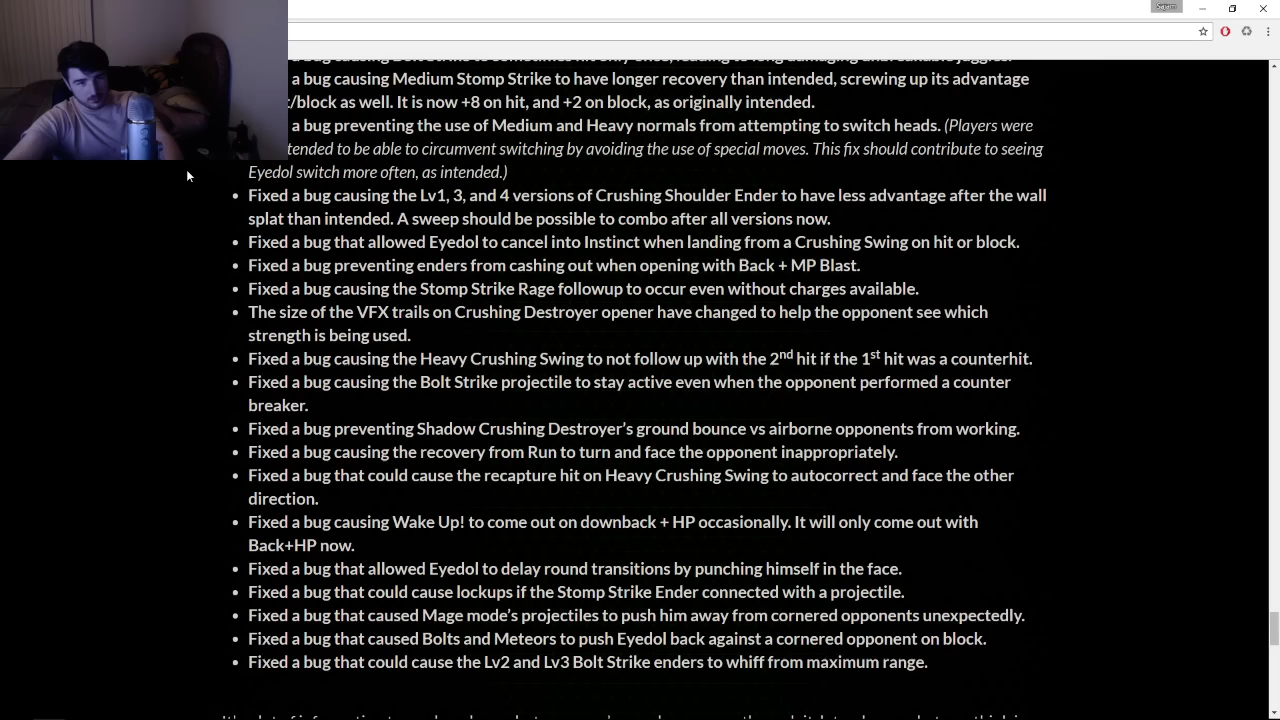 Sajam
a bug causing Medium Stomp Strike to have longer recovery than intended, screwing up its advantage
:/block as well. It is now +8 on hit, and +2 on block, as originally intended.
a bug preventing the use of Medium and Heavy normals from attempting to switch heads. (Players were
tended to be able to circumvent switching by avoiding the use of special moves. This fix should contribute to seeing
Eyedol switch more often, as intended.)
• Fixed a bug causing the Lv1, 3, and 4 versions of Crushing Shoulder Ender to have less advantage after the wall
splat than intended. A sweep should be possible to combo after all versions now.
• Fixed a bug that allowed Eyedol to cancel into Instinct when landing from a Crushing Swing on hit or block.
• Fixed a bug preventing enders from cashing out when opening with Back + MP Blast.
• Fixed a bug causing the Stomp Strike Rage followup to occur even without charges available.
• The size of the VFX trails on Crushing Destroyer opener have changed to help the opponent see which
strength is being used.
• Fixed a bug causing the Heavy Crushing Swing to not follow up with the 2nd hit if the 1st hit was a counterhit.
• Fixed a bug causing the Bolt Strike projectile to stay active even when the opponent performed a counter
breaker.
• Fixed a bug preventing Shadow Crushing Destroyer’s ground bounce vs airborne opponents from working.
• Fixed a bug causing the recovery from Run to turn and face the opponent inappropriately.
• Fixed a bug that could cause the recapture hit on Heavy Crushing Swing to autocorrect and face the other
direction.
• Fixed a bug causing Wake Up! to come out on downback + HP occasionally. It will only come out with
Back+HP now.
• Fixed a bug that allowed Eyedol to delay round transitions by punching himself in the face.
• Fixed a bug that could cause lockups if the Stomp Strike Ender connected with a projectile.
• Fixed a bug that caused Mage mode’s projectiles to push him away from cornered opponents unexpectedly.
• Fixed a bug that caused Bolts and Meteors to push Eyedol back against a cornered opponent on block.
• Fixed a bug that could cause the Lv2 and Lv3 Bolt Strike enders to whiff from maximum range.